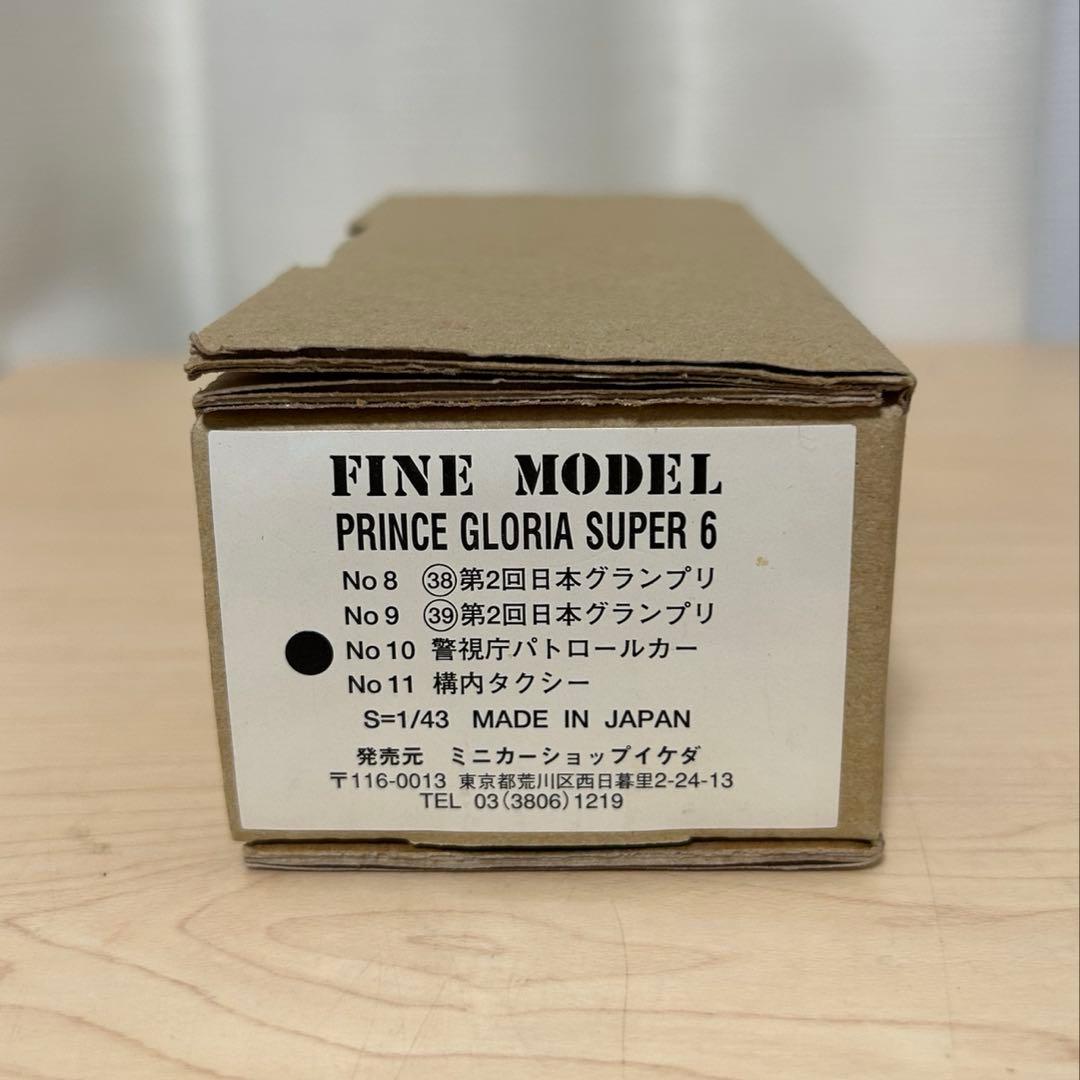 FINE MODEL
PRINCE GLORIA SUPER 6
No 8 ㊳第2回日本グランプリ
No 9 ㊴第2回日本グランプリ
No 10 警視庁パトロールカー
No 11 構内タクシー
S=1/43 MADE IN JAPAN
発売元 ミニカーショップイケダ
〒116-0013 東京都荒川区西日暮里2-24-13
TEL 03(3806)1219